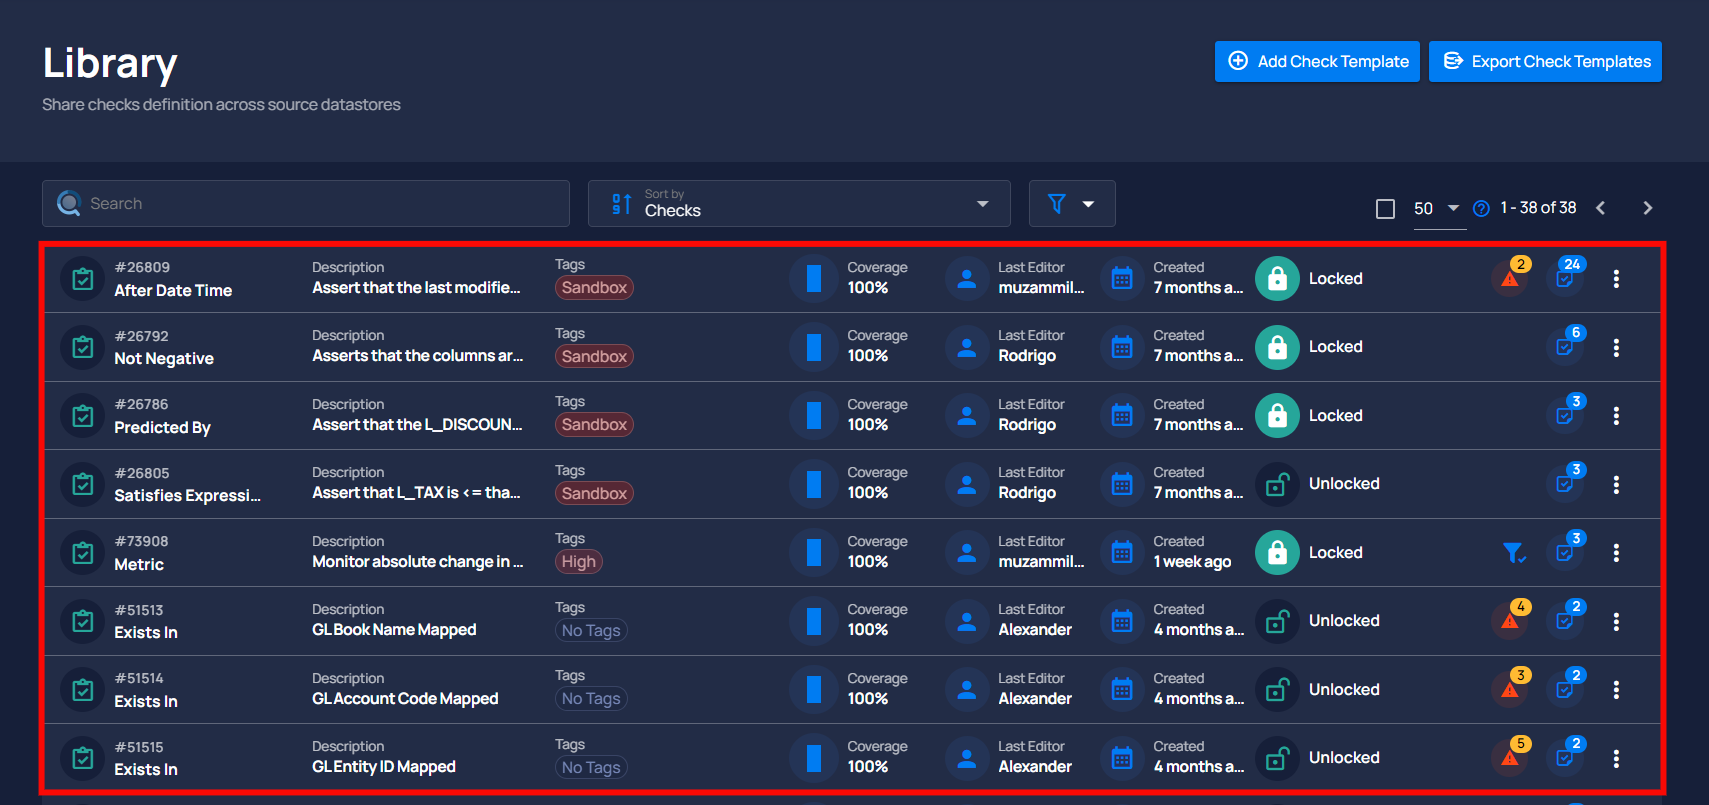 Library
Share checks definition across source datastores
Add Check Template
Export Check Templates
Search
Sort by
Checks
50
1 - 38 of 38
#26809
After Date Time
Description
Assert that the last modifie...
Tags
Sandbox
Coverage
100%
Last Editor
muzammil...
Created
7 months a...
Locked
2
24
#26792
Not Negative
Description
Asserts that the columns ar...
Tags
Sandbox
Coverage
100%
Last Editor
Rodrigo
Created
7 months a...
Locked
6
#26786
Predicted By
Description
Assert that the L_DISCOUN...
Tags
Sandbox
Coverage
100%
Last Editor
Rodrigo
Created
7 months a...
Locked
3
#26805
Satisfies Expressi...
Description
Assert that L_TAX is <= tha...
Tags
Sandbox
Coverage
100%
Last Editor
Rodrigo
Created
7 months a...
Unlocked
3
#73908
Metric
Description
Monitor absolute change in ...
Tags
High
Coverage
100%
Last Editor
muzammil...
Created
1 week ago
Locked
3
#51513
Exists In
Description
GL Book Name Mapped
Tags
No Tags
Coverage
100%
Last Editor
Alexander
Created
4 months a...
Unlocked
4
2
#51514
Exists In
Description
GL Account Code Mapped
Tags
No Tags
Coverage
100%
Last Editor
Alexander
Created
4 months a...
Unlocked
3
2
#51515
Exists In
Description
GL Entity ID Mapped
Tags
No Tags
Coverage
100%
Last Editor
Alexander
Created
4 months a...
Unlocked
5
2